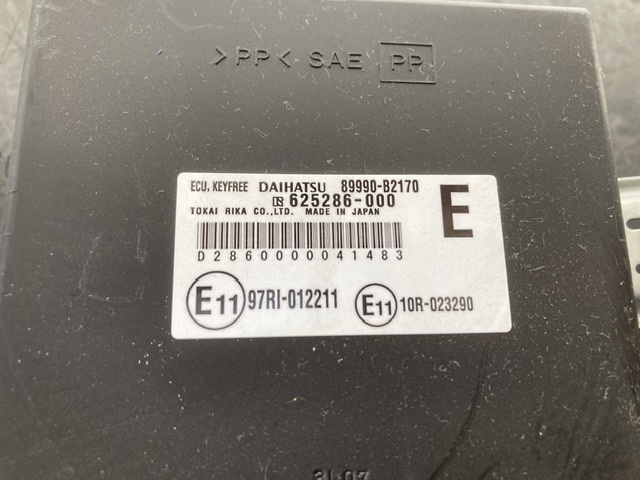 >PP< SAE PP
ECU, KEYFREE DAIHATSU 89990-B2170
625286-000 E
TOKAI RIKA CO.,LTD. MADE IN JAPAN
D2860000041483
E11 97RI-012211 E11 10R-023290